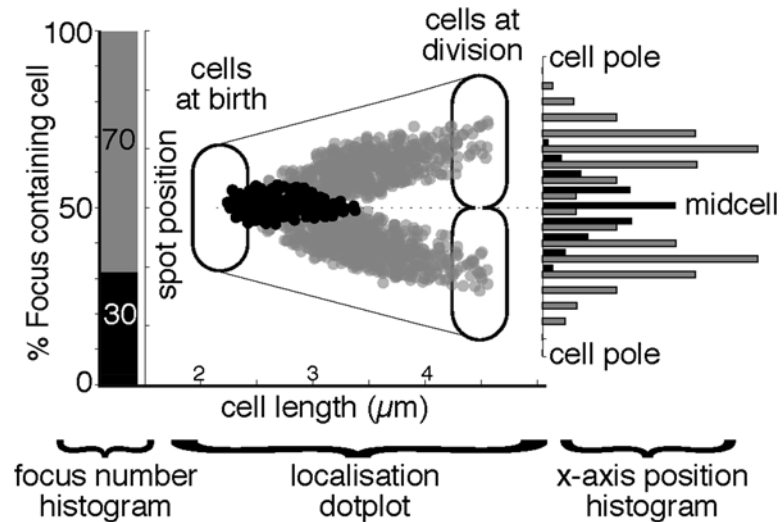 % Focus containing cell
100
50
0
70
30
spot position
cells
at birth
cells at
division
cell pole
midcell
cell pole
2
3
4
cell length (µm)
focus number
histogram
localisation
dotplot
x-axis position
histogram